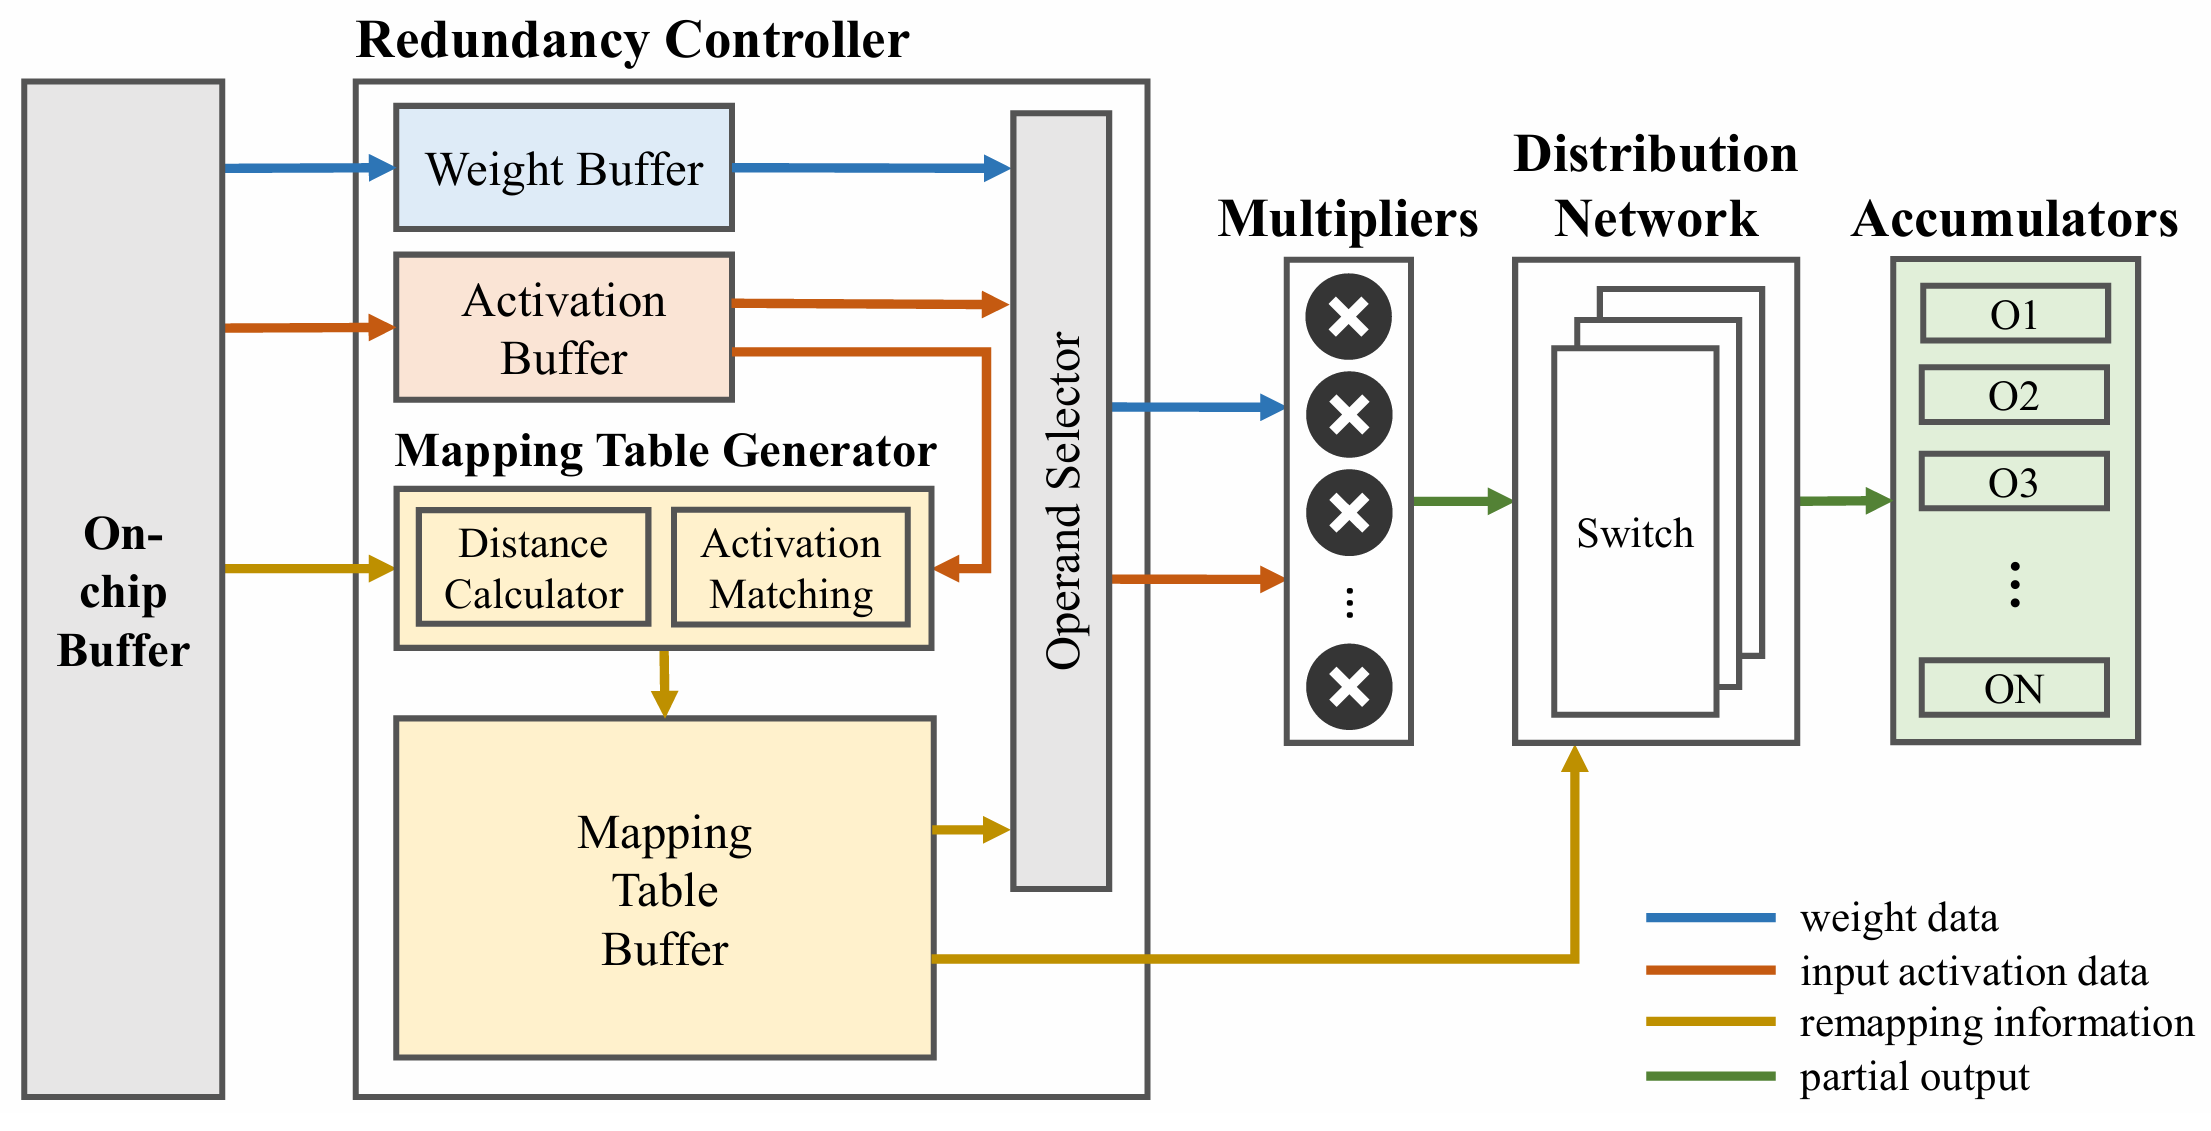 Redundancy Controller
On-
chip
Buffer
Weight Buffer
Activation
Buffer
Mapping Table Generator
Distance
Calculator
Activation
Matching
Mapping
Table
Buffer
Operand Selector
Multipliers
Distribution
Network
Switch
Accumulators
O1
O2
O3
ON
weight data
input activation data
remapping information
partial output